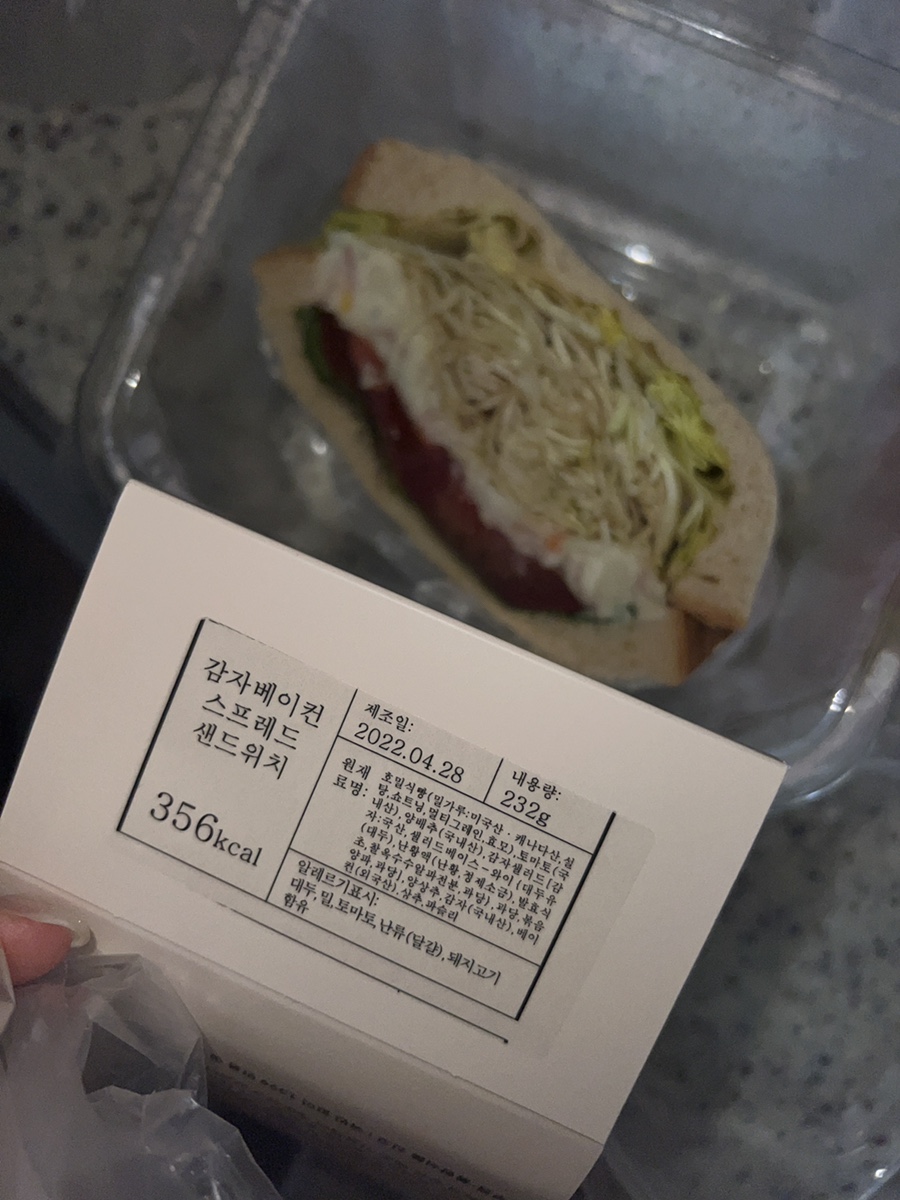 감자베이컨
스프레드
샌드위치
356kcal
제조일:
2022.04.28
내용량:
232g
원재
료명:
호밀식빵(밀가루:미국산·캐나다산,설
탕,쇼트닝,멀티그레인,효모),토마토(국
내산),양배추(국내산),감자샐러드[감
자:국산,샐러드베이스-와이(대두유
(대두),난황액(난황,정제소금),발효식
초,찰옥수수알파전분,과당),과당,볶음
양파,과당],양상추,감자(국내산),베이
컨(외국산),상추,파슬리
알레르기표시:
대두,밀,토마토,난류(달걀),돼지고기
함유